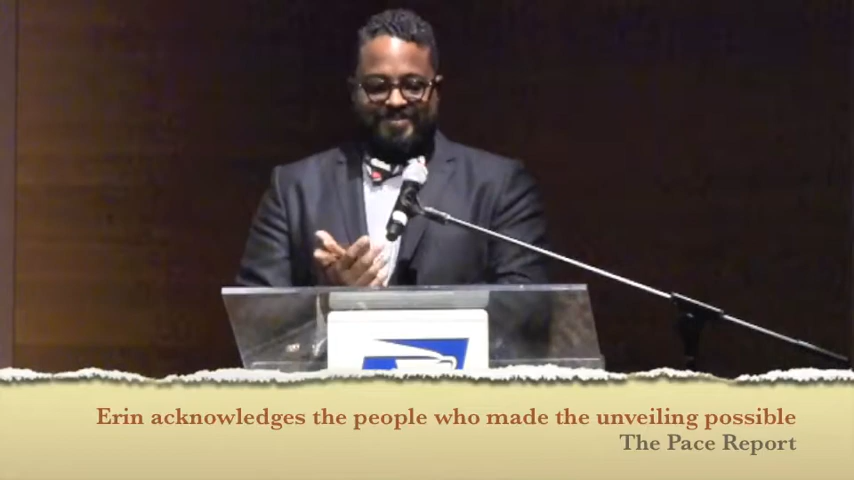 Erin acknowledges the people who made the unveiling possible
The Pace Report